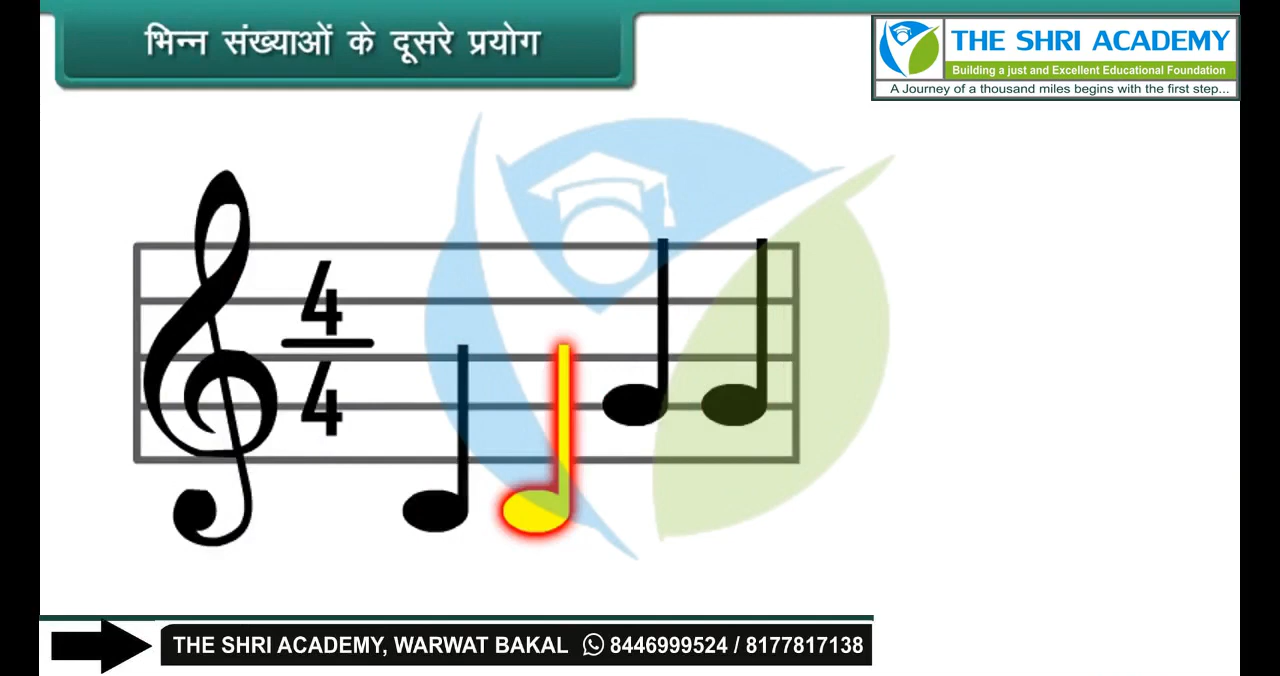 भिन्न संख्याओं के दूसरे प्रयोग
THE SHRI ACADEMY
Building a just and Excellent Educational Foundation
A Journey of a thousand miles begins with the first step...
4
4
THE SHRI ACADEMY, WARWAT BAKAL 8446999524 / 8177817138